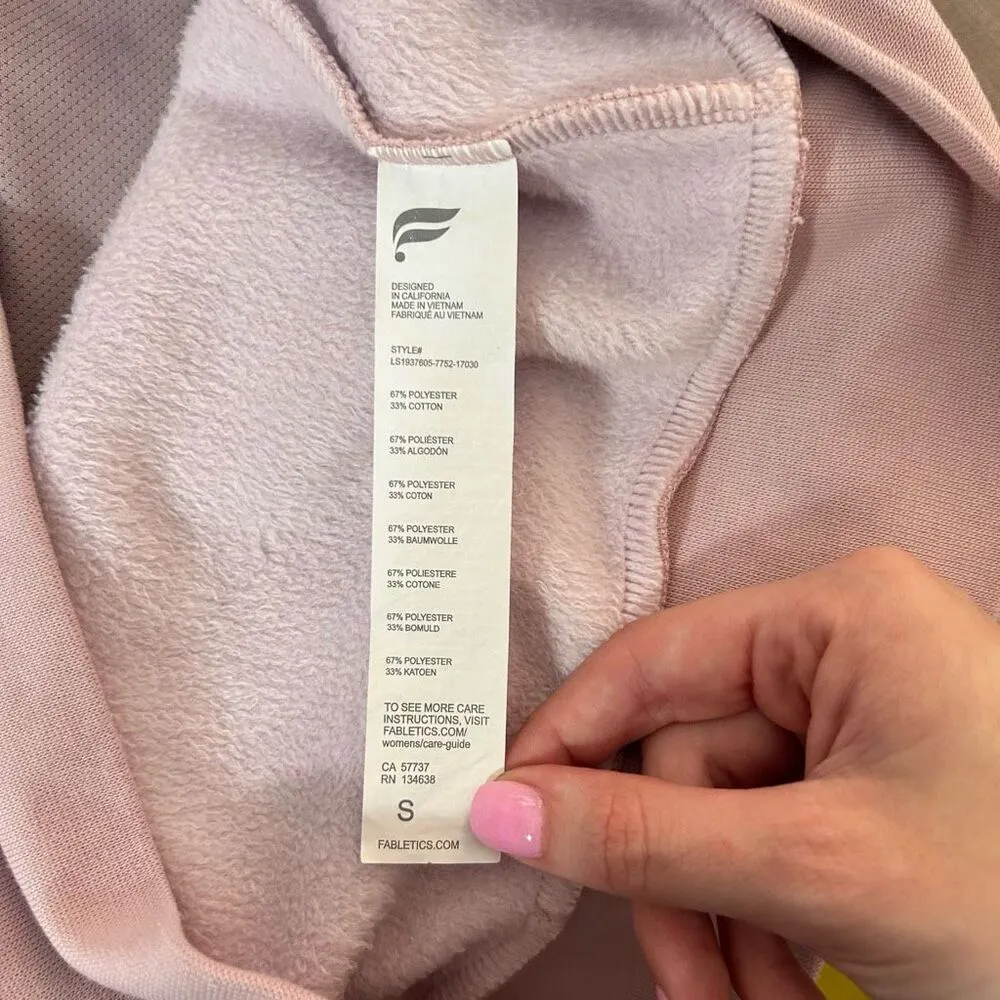 DESIGNED
IN CALIFORNIA
MADE IN VIETNAM
FABRIQUÉ AU VIETNAM
STYLE#
LS1937605-7752-17030
67% POLYESTER
33% COTTON
67% POLIÉSTER
33% ALGODÓN
67% POLYESTER
33% COTON
67% POLYESTER
33% BAUMWOLLE
67% POLIESTERE
33% COTONE
67% POLYESTER
33% BOMULD
67% POLYESTER
33% KATOEN
TO SEE MORE CARE
INSTRUCTIONS, VISIT
FABLETICS.COM/
womens/care-guide
CA 57737
RN 134638
S
FABLETICS.COM